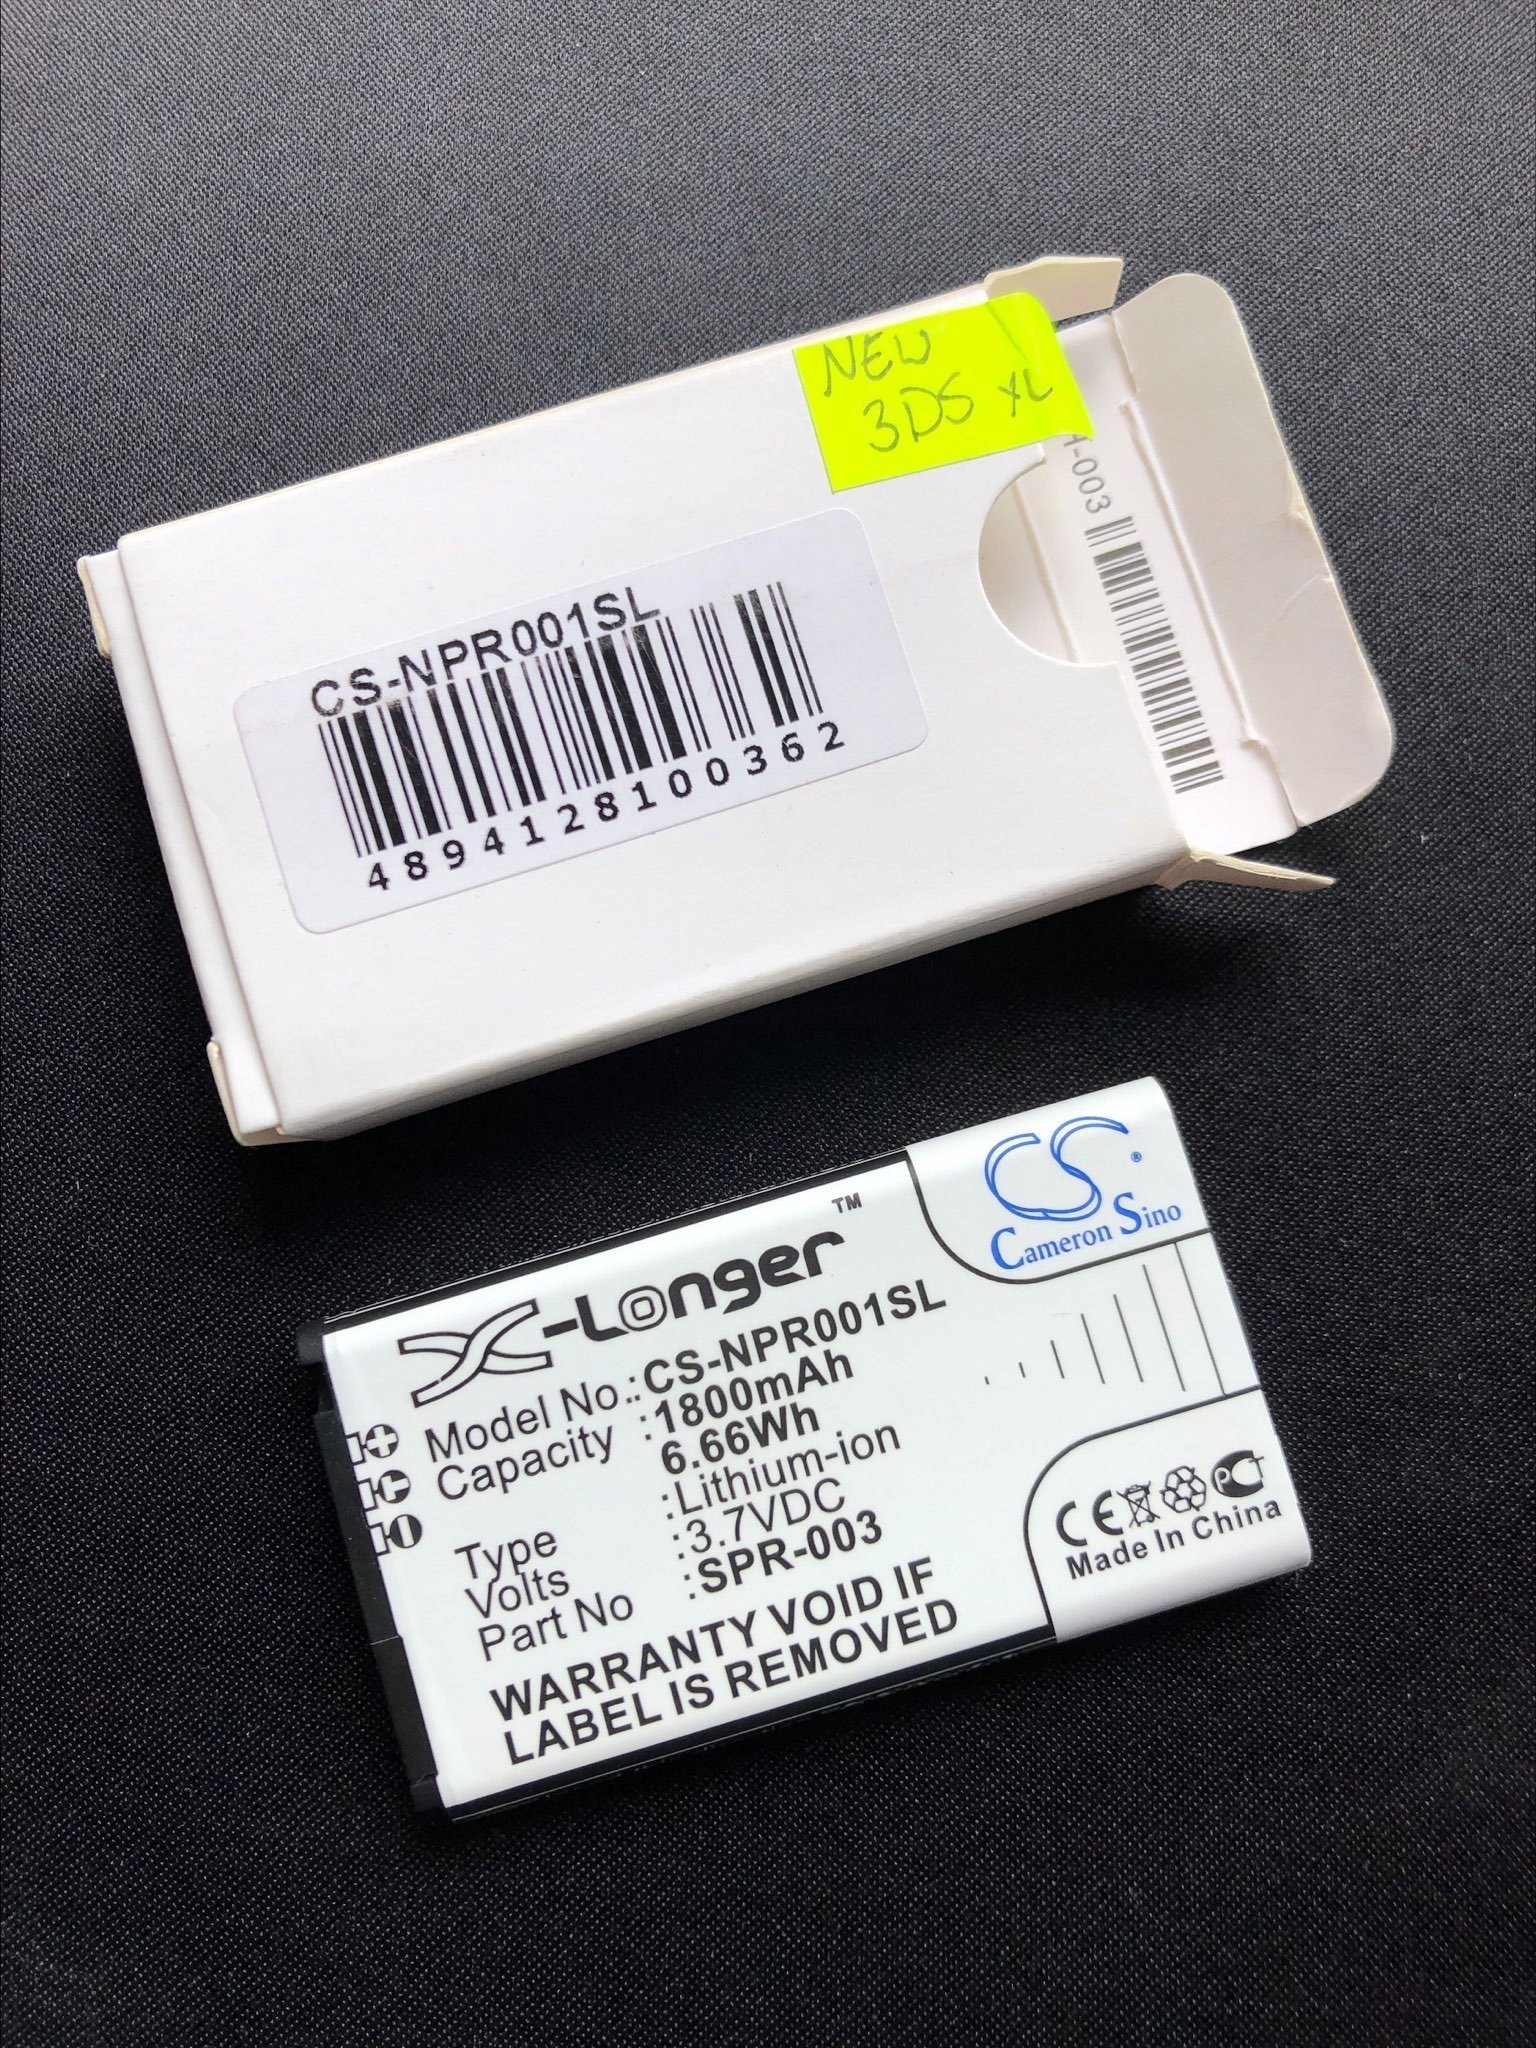 NEW
3DS XL
-003
CS-NPR001SL
4894128100362
CS®
Cameron Sino
X-Longer™
Model No.:CS-NPR001SL
Capacity :1800mAh
6.66Wh
Type :Lithium-ion
Volts :3.7VDC
Part No :SPR-003
WARRANTY VOID IF
LABEL IS REMOVED
CE
PCT
Made In China